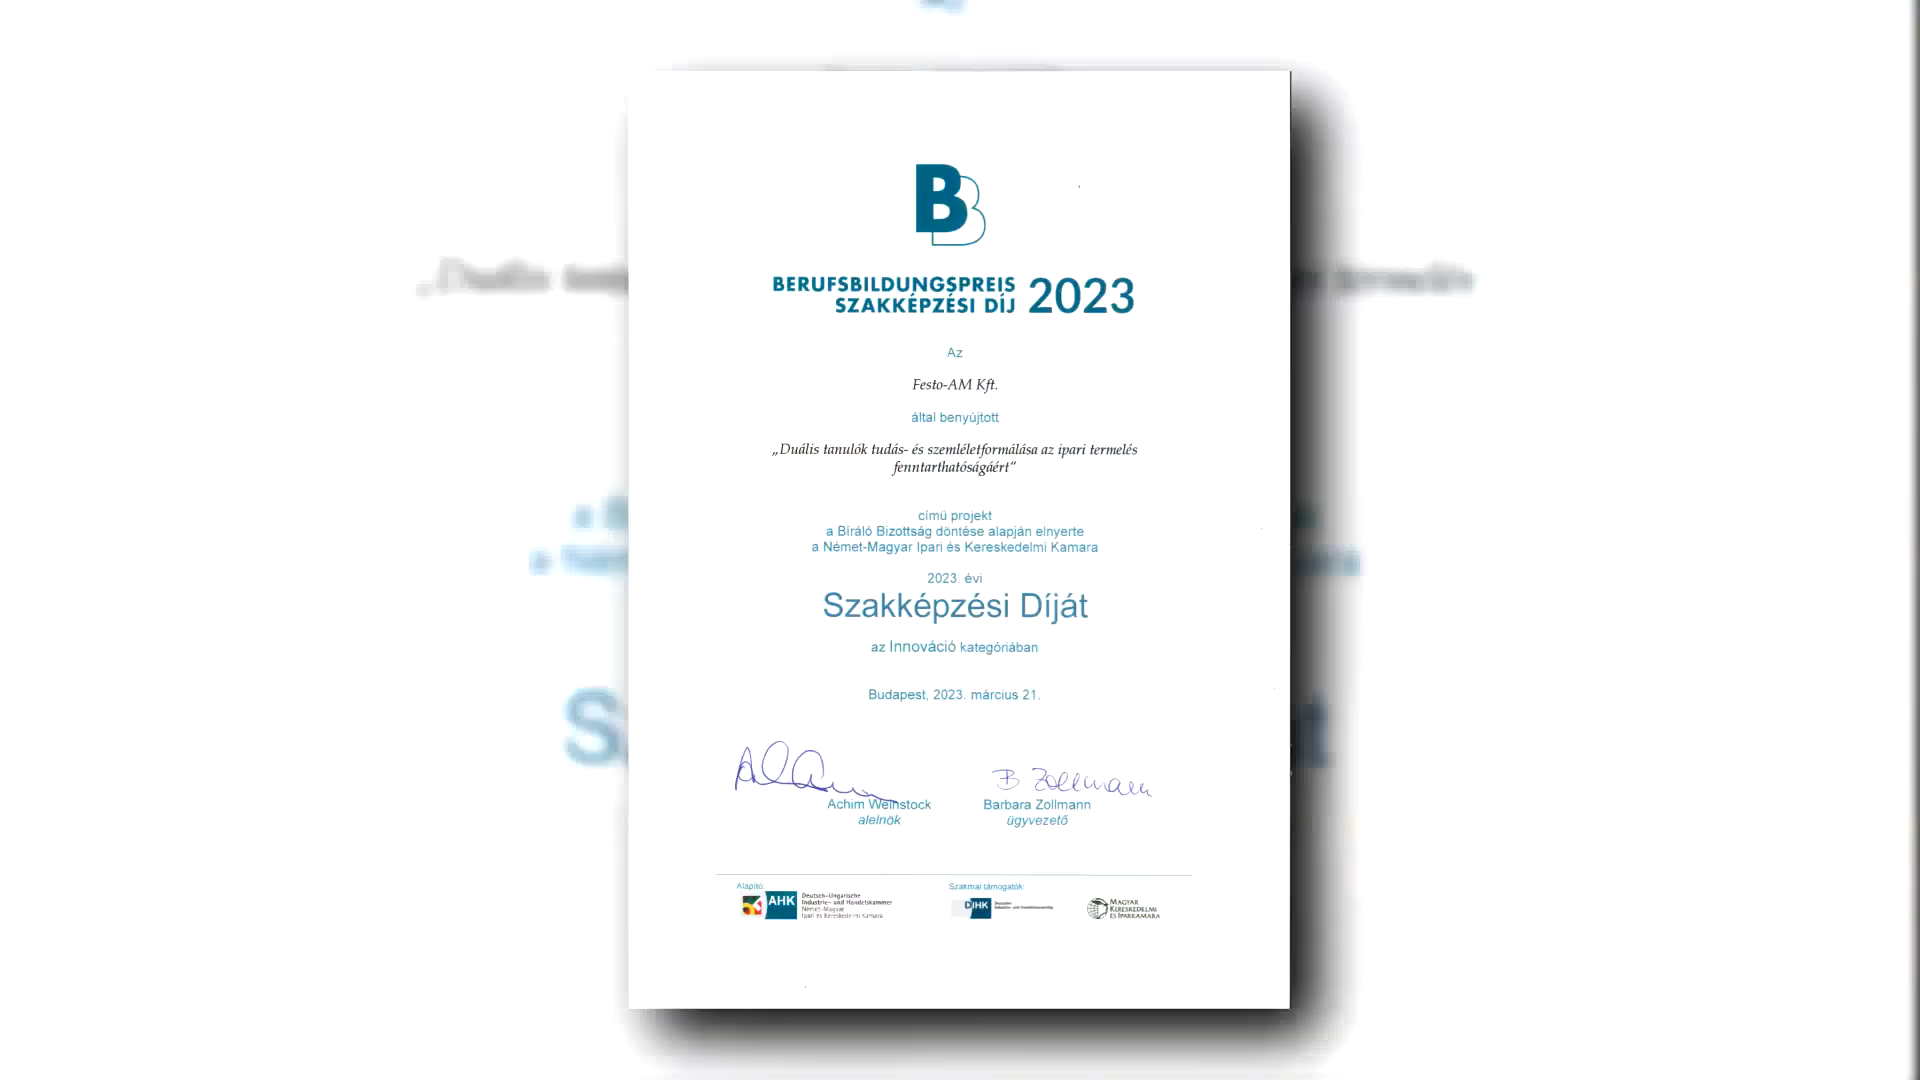 BB
BERUFSBILDUNGSPREIS
SZAKKÉPZÉSI DÍJ 2023
Az
Festo-AM Kft.
által benyújtott
„Duális tanulók tudás- és szemléletformálása az ipari termelés
fenntarthatóságáért“
című projekt
a Bíráló Bizottság döntése alapján elnyerte
a Német-Magyar Ipari és Kereskedelmi Kamara
2023. évi
Szakképzési Díját
az Innováció kategóriában
Budapest, 2023. március 21.
B Zollmann
Achim Weinstock
alelnök
Barbara Zollmann
ügyvezető
Alapító:
AHK
Deutsch-Ungarische
Industrie- und Handelskammer
Német-Magyar
Ipari és Kereskedelmi Kamara
Szakmai támogatók:
DIHK
MAGYAR
KERESKEDELMI
ÉS IPARKAMARA